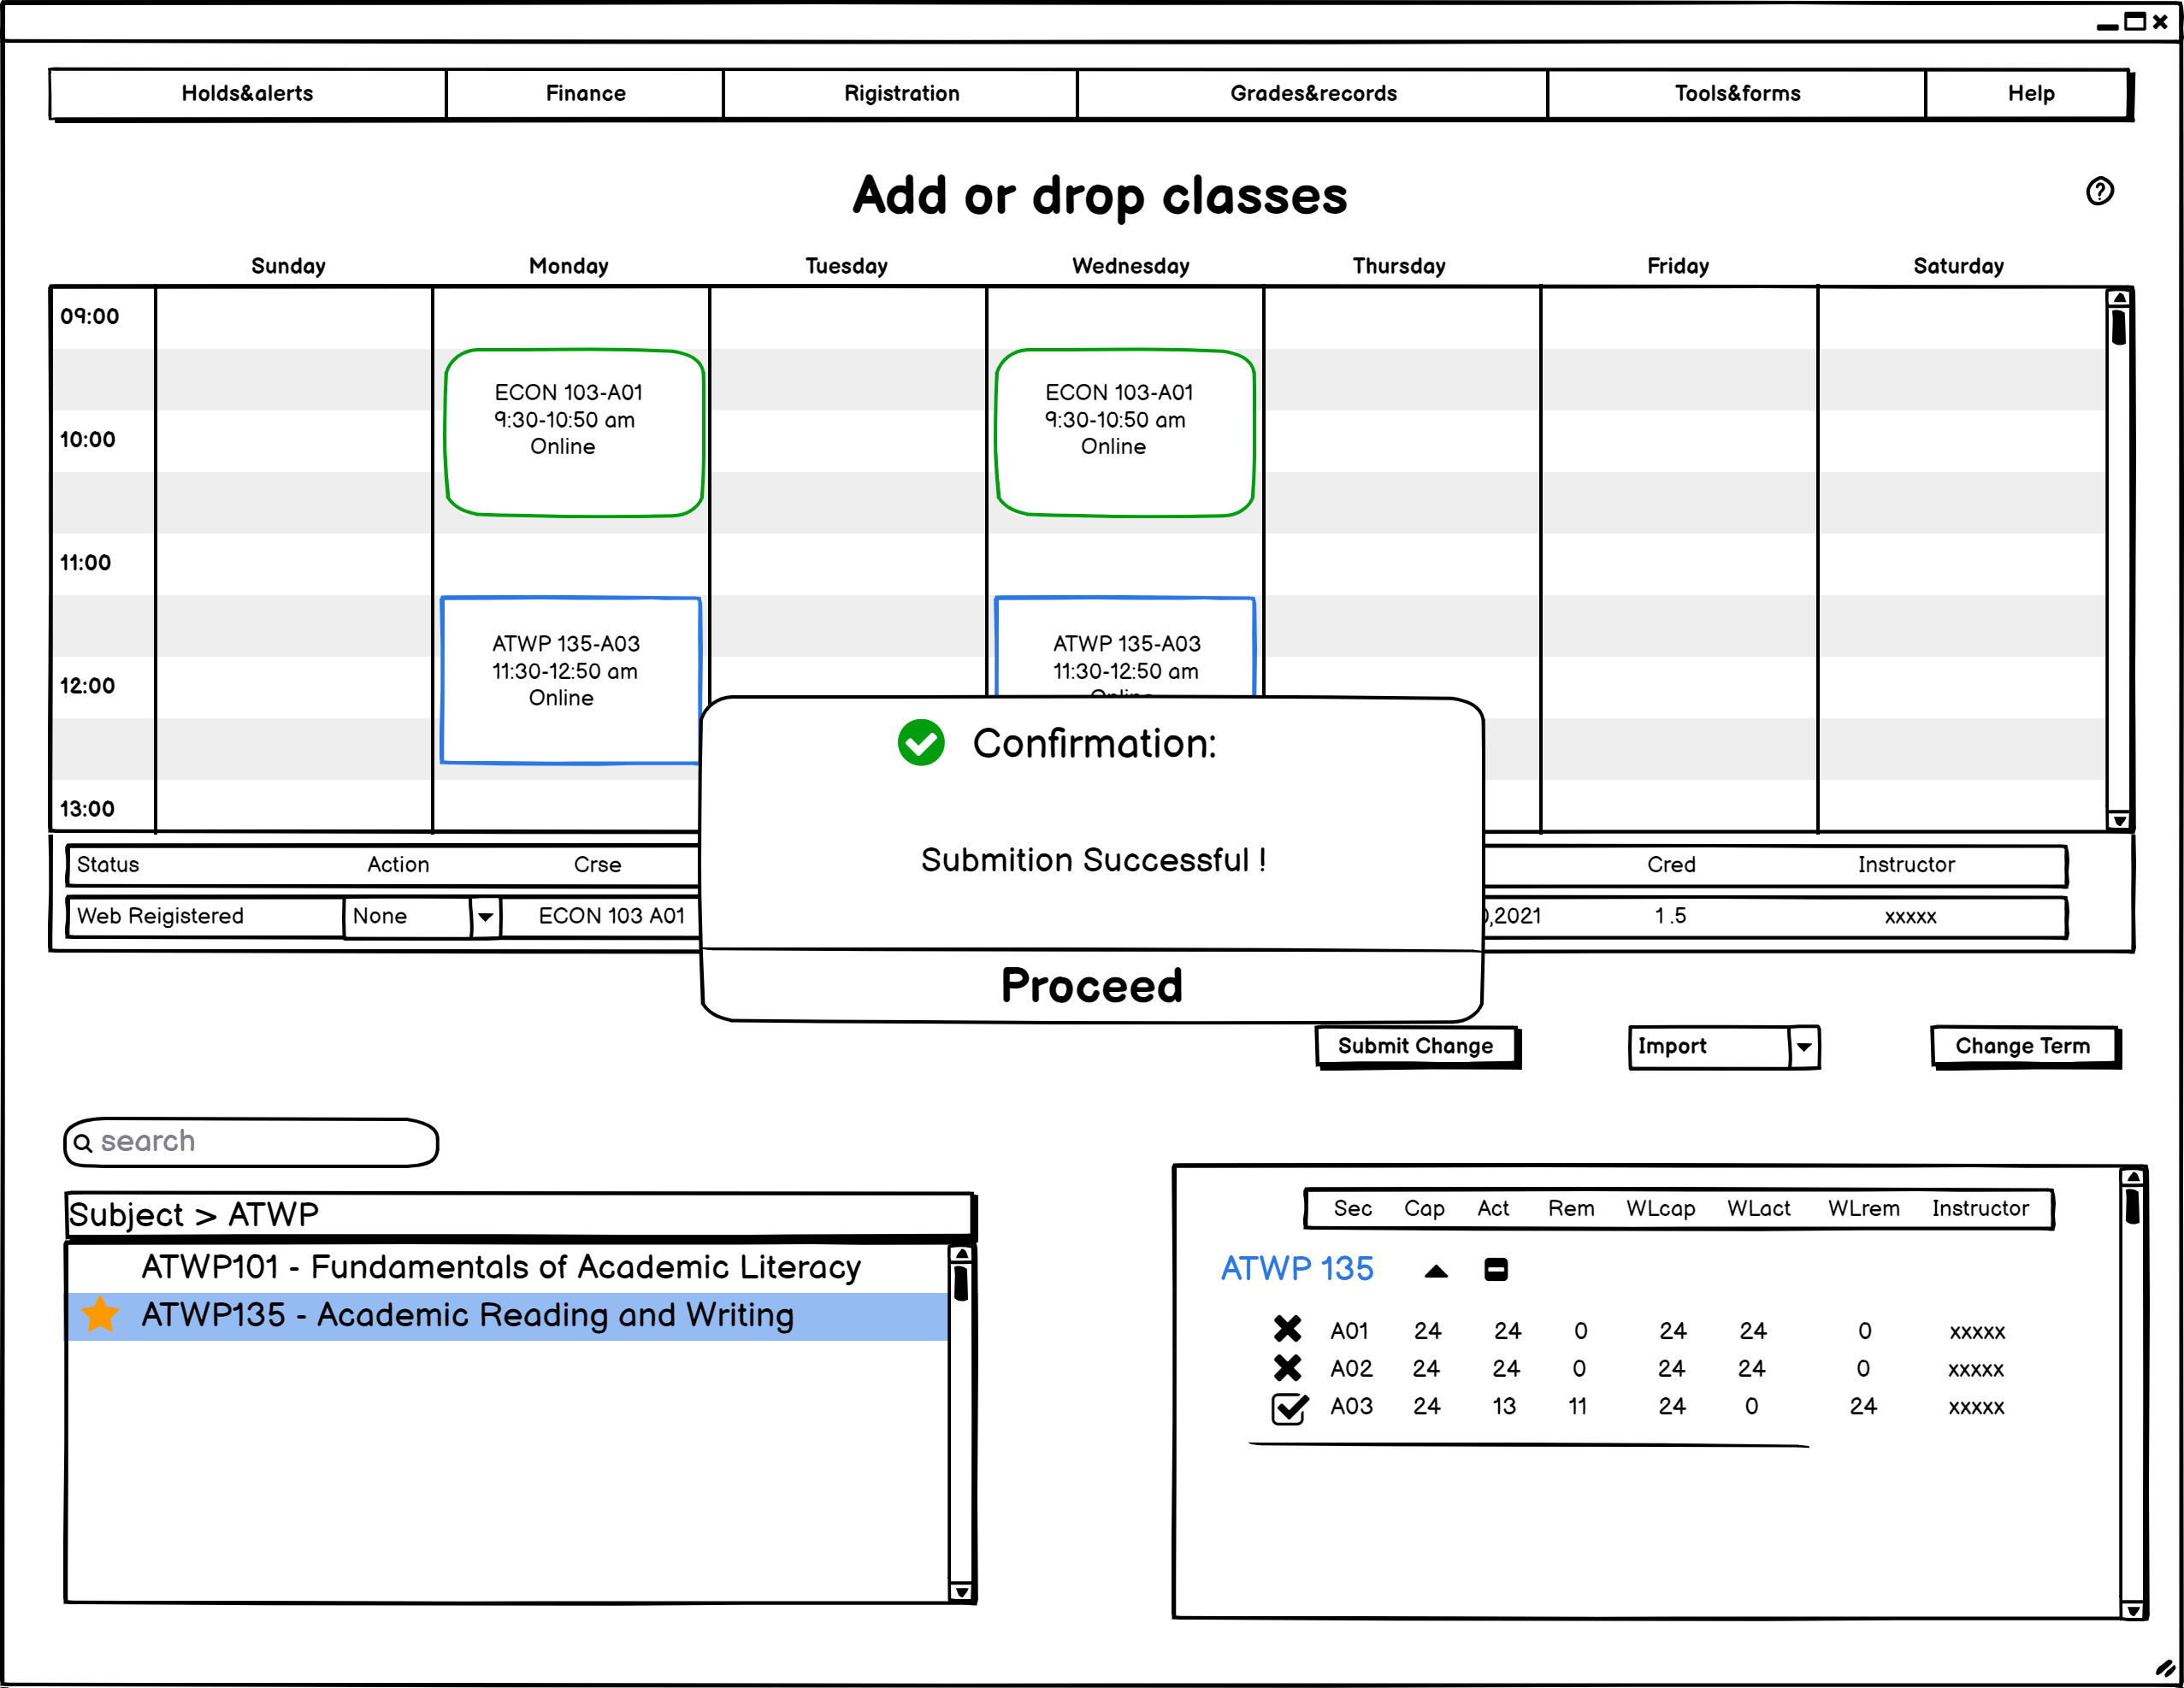 Holds&alerts Finance Rigistration Grades&records Tools&forms Help
Add or drop classes
Sunday Monday Tuesday Wednesday Thursday Friday Saturday
09:00
ECON 103-A01 ECON 103-A01
9:30-10:50 am 9:30-10:50 am
10:00
Online Online
11:00
ATWP 135-A03 ATWP 135-A03
11:30-12:50 am 11:30-12:50 am
12:00
Online Online
Confirmation:
13:00
Submition Successful !
Status Action Crse Cred Instructor
Web Reigistered None ECON 103 A01 ,2021 1.5 xxxxx
Proceed
Submit Change Import Change Term
search
Subject > ATWP
Sec Cap Act Rem WLcap WLact WLrem Instructor
ATWP101 - Fundamentals of Academic Literacy
ATWP135 - Academic Reading and Writing
ATWP 135
A01 24 24 0 24 24 0 xxxxx
A02 24 24 0 24 24 0 xxxxx
A03 24 13 11 24 0 24 xxxxx